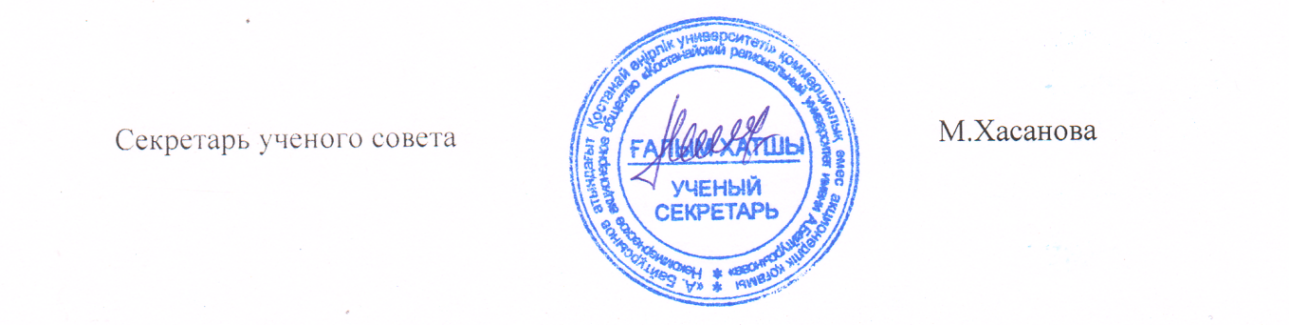 Секретарь ученого совета
«А. Байтұрсынов атындағы Қостанай өңірлік университеті» коммерциялық емес акционерлік қоғамы
Некоммерческое акционерное общество «Костанайский региональный университет имени А.Байтурсынова»
ҒАЛЫМ ХАТШЫ
УЧЕНЫЙ
СЕКРЕТАРЬ
М.Хасанова